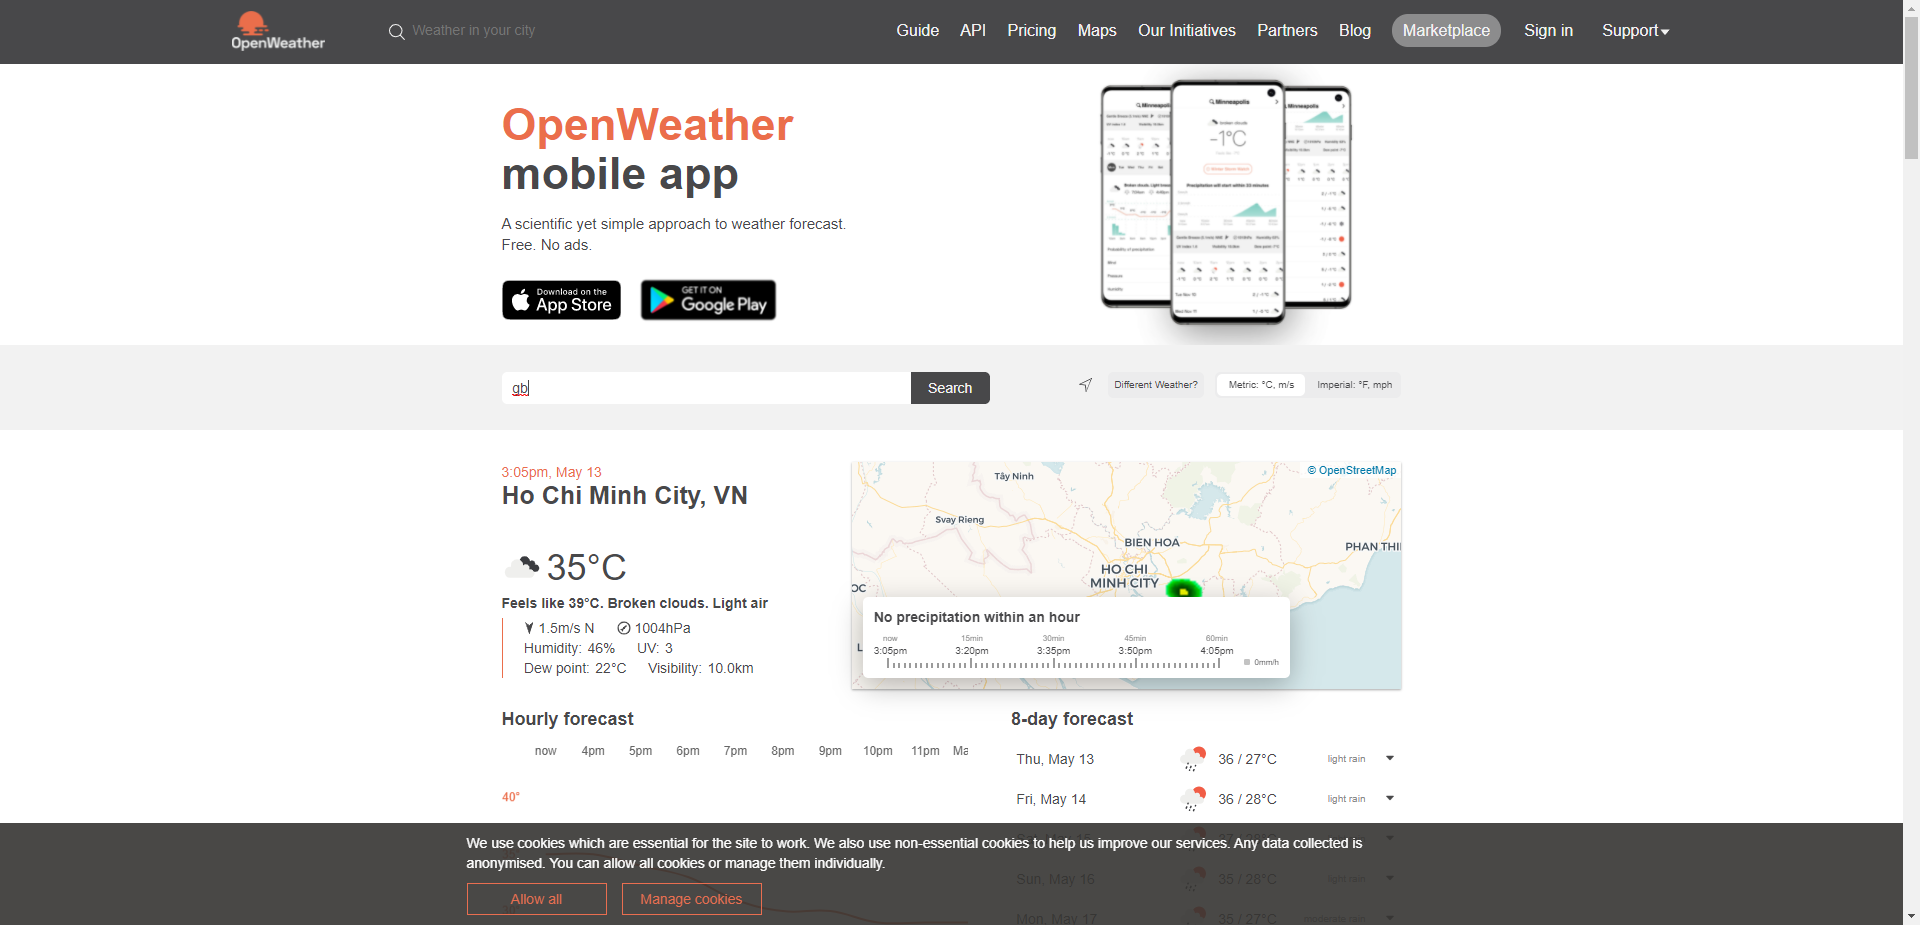 OpenWeather
Weather in your city
Guide API Pricing Maps Our Initiatives Partners Blog Marketplace Sign in Support
OpenWeather
mobile app
A scientific yet simple approach to weather forecast.
Free. No ads.
Download on the
App Store
GET IT ON
Google Play
Minneapolis
broken clouds
-1°C
Precipitation will start within 23 minutes
gb
Search
Different Weather?
Metric: °C, m/s
Imperial: °F, mph
3:05pm, May 13
Ho Chi Minh City, VN
35°C
Feels like 39°C. Broken clouds. Light air
1.5m/s N 1004hPa
Humidity: 46% UV: 3
Dew point: 22°C Visibility: 10.0km
© OpenStreetMap
Tây Ninh
Svay Rieng
BIEN HOA
PHAN THI
HO CHI
MINH CITY
OC
L
No precipitation within an hour
now 15min 30min 45min 60min
3:05pm 3:20pm 3:35pm 3:50pm 4:05pm
0mm/h
Hourly forecast
now 4pm 5pm 6pm 7pm 8pm 9pm 10pm 11pm Ma
40°
8-day forecast
Thu, May 13 36 / 27°C light rain
Fri, May 14 36 / 28°C light rain
Sun, May 16 35 / 28°C light rain
Mon, May 17 35 / 27°C moderate rain
We use cookies which are essential for the site to work. We also use non-essential cookies to help us improve our services. Any data collected is
anonymised. You can allow all cookies or manage them individually.
Allow all
Manage cookies